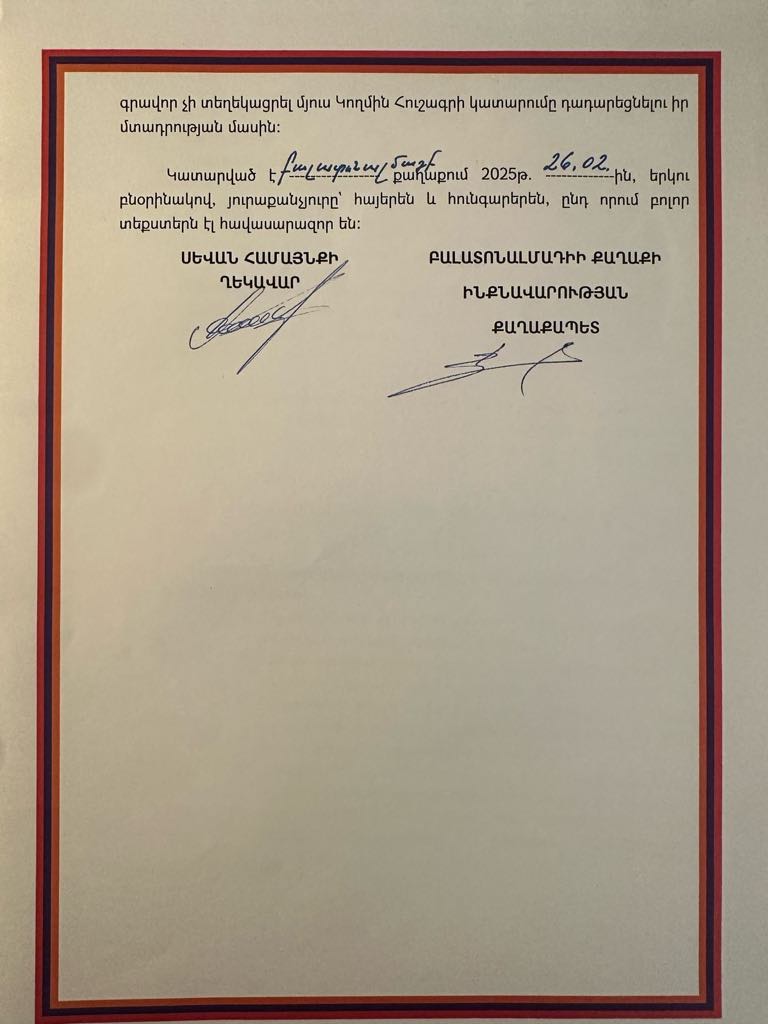 գրավոր չի տեղեկացրել մյուս Կողմին Հուշագրի կատարումը դադարեցնելու իր
մտադրության մասին:
Կատարված է Բալատոնալմադի քաղաքում 2025թ. 26.02.-ին, երկու
բնօրինակով, յուրաքանչյուրը՝ հայերեն և հունգարերեն, ընդ որում բոլոր
տեքստերն էլ հավասարազոր են:
ՍԵՎԱՆ ՀԱՄԱՅՆՔԻ
ՂԵԿԱՎԱՐ
ԲԱԼԱՏՈՆԱԼՄԱԴԻԻ ՔԱՂԱՔԻ
ԻՆՔՆԱՎԱՐՈՒԹՅԱՆ
ՔԱՂԱՔԱՊԵՏ